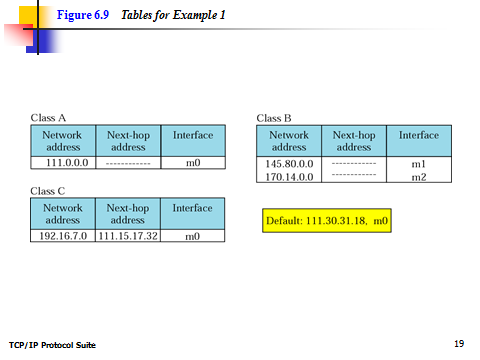 Figure 6.9 Tables for Example 1
Class A
Network address Next-hop address Interface
111.0.0.0 ------------ m0
Class B
Network address Next-hop address Interface
145.80.0.0 ------------ m1
170.14.0.0 ------------ m2
Class C
Network address Next-hop address Interface
192.16.7.0 111.15.17.32 m0
Default: 111.30.31.18, m0
TCP/IP Protocol Suite
19